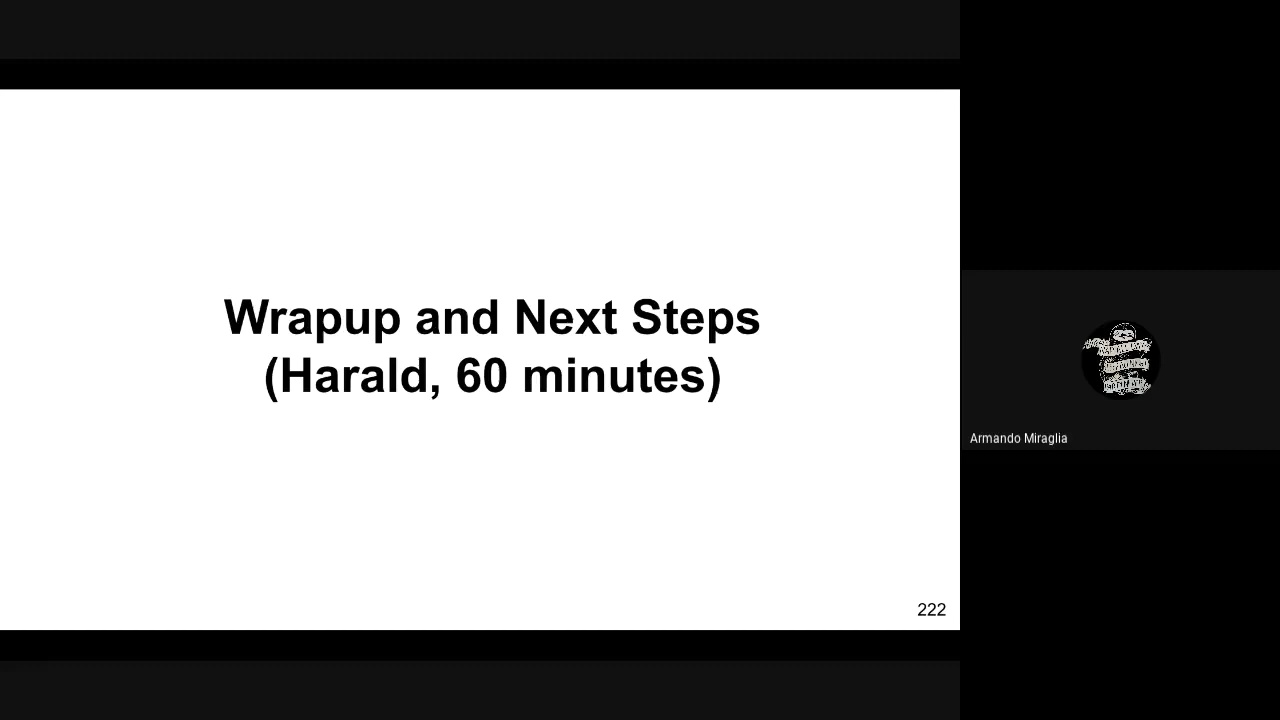 Wrapup and Next Steps
(Harald, 60 minutes)
222
Armando Miraglia